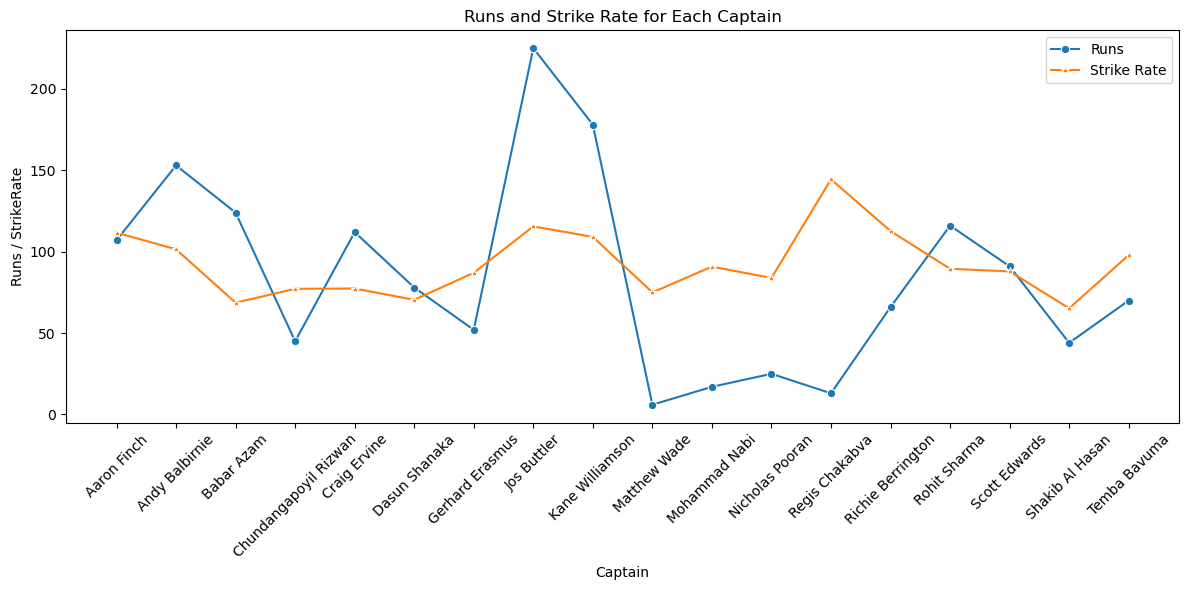 Runs and Strike Rate for Each Captain
Runs
Strike Rate
Runs / StrikeRate
200
150
100
50
0
Aaron Finch
Andy Balbirnie
Babar Azam
Chundangapoyil Rizwan
Craig Ervine
Dasun Shanaka
Gerhard Erasmus
Jos Buttler
Kane Williamson
Matthew Wade
Mohammad Nabi
Nicholas Pooran
Regis Chakabva
Richie Berrington
Rohit Sharma
Scott Edwards
Shakib Al Hasan
Temba Bavuma
Captain